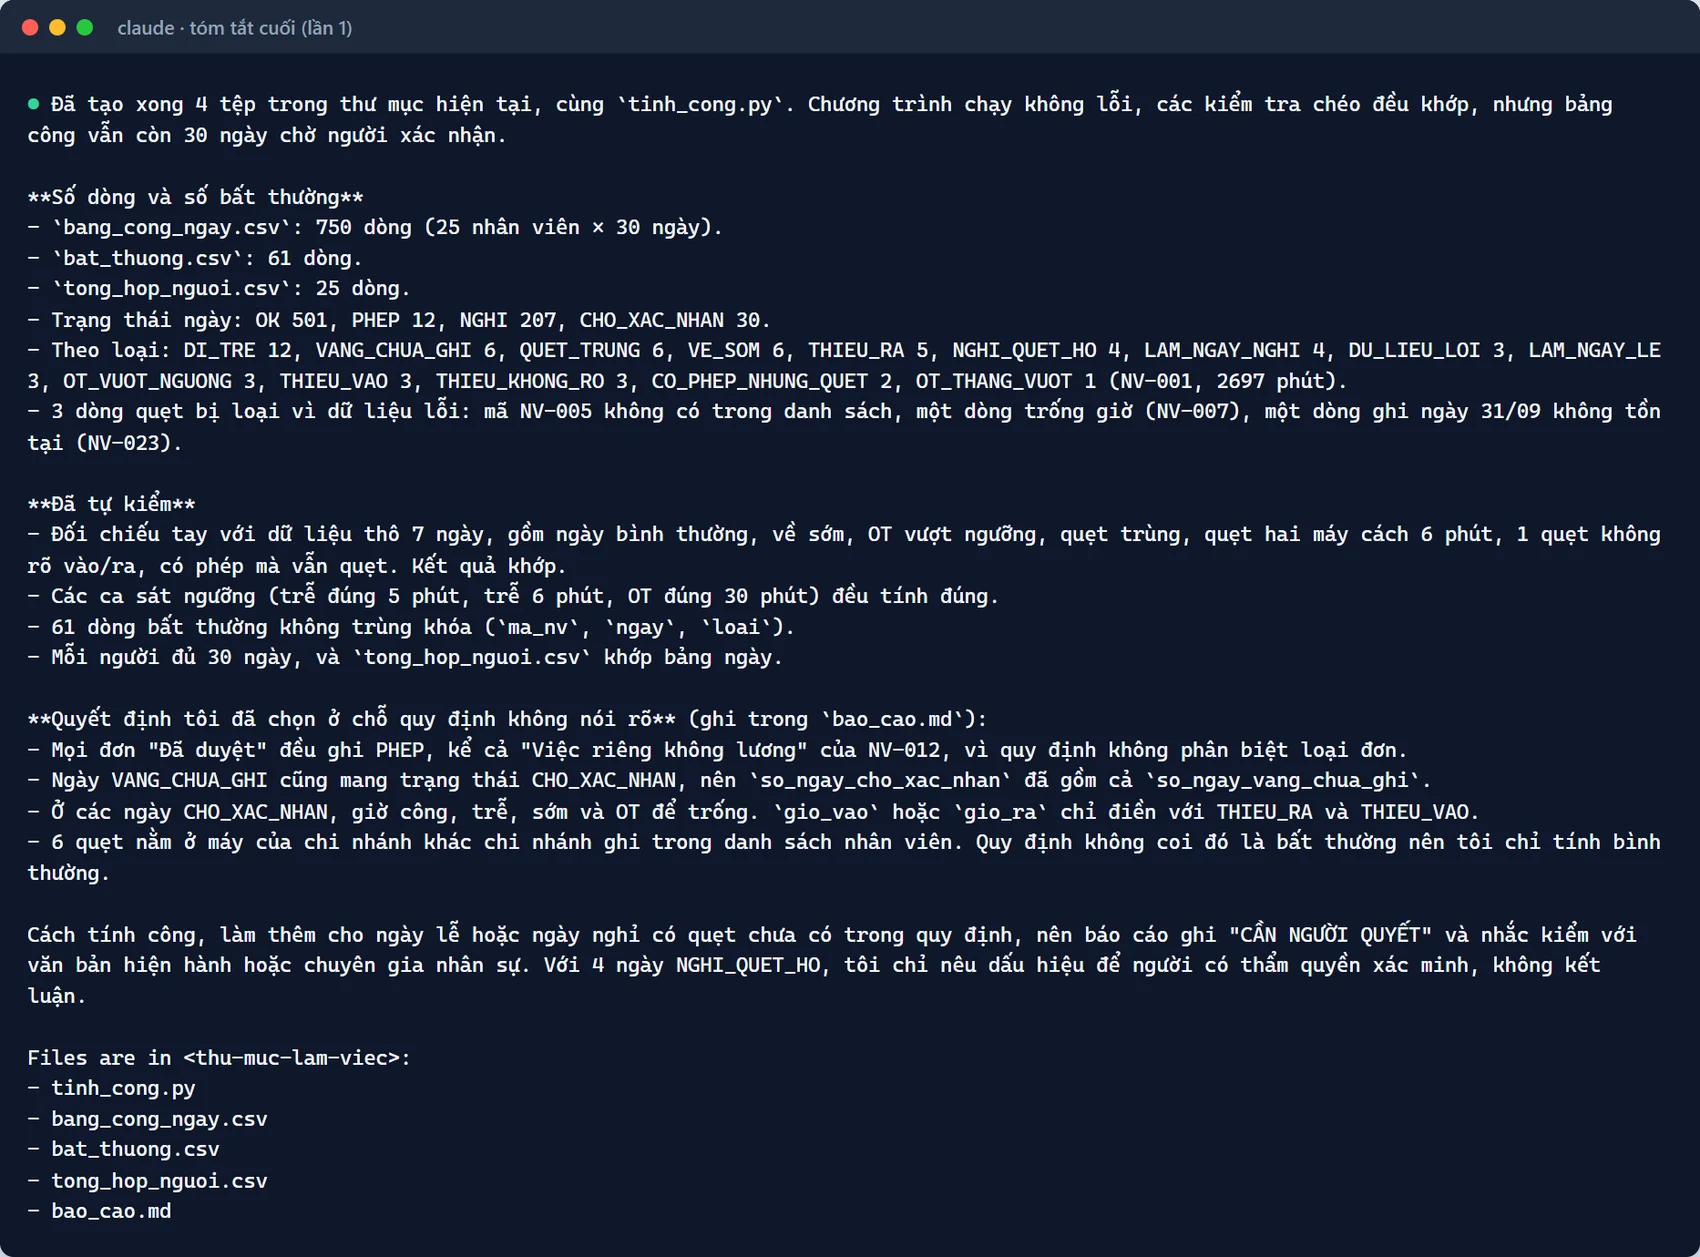 claude · tóm tắt cuối (lần 1)
● Đã tạo xong 4 tệp trong thư mục hiện tại, cùng `tinh_cong.py`. Chương trình chạy không lỗi, các kiểm tra chéo đều khớp, nhưng bảng
công vẫn còn 30 ngày chờ người xác nhận.
**Số dòng và số bất thường**
- `bang_cong_ngay.csv`: 750 dòng (25 nhân viên × 30 ngày).
- `bat_thuong.csv`: 61 dòng.
- `tong_hop_nguoi.csv`: 25 dòng.
- Trạng thái ngày: OK 501, PHEP 12, NGHI 207, CHO_XAC_NHAN 30.
- Theo loại: DI_TRE 12, VANG_CHUA_GHI 6, QUET_TRUNG 6, VE_SOM 6, THIEU_RA 5, NGHI_QUET_HO 4, LAM_NGAY_NGHI 4, DU_LIEU_LOI 3, LAM_NGAY_LE
3, OT_VUOT_NGUONG 3, THIEU_VAO 3, THIEU_KHONG_RO 3, CO_PHEP_NHUNG_QUET 2, OT_THANG_VUOT 1 (NV-001, 2697 phút).
- 3 dòng quẹt bị loại vì dữ liệu lỗi: mã NV-005 không có trong danh sách, một dòng trống giờ (NV-007), một dòng ghi ngày 31/09 không tồn
tại (NV-023).
**Đã tự kiểm**
- Đối chiếu tay với dữ liệu thô 7 ngày, gồm ngày bình thường, về sớm, OT vượt ngưỡng, quẹt trùng, quẹt hai máy cách 6 phút, 1 quẹt không
rõ vào/ra, có phép mà vẫn quẹt. Kết quả khớp.
- Các ca sát ngưỡng (trễ đúng 5 phút, trễ 6 phút, OT đúng 30 phút) đều tính đúng.
- 61 dòng bất thường không trùng khóa (`ma_nv`, `ngay`, `loai`).
- Mỗi người đủ 30 ngày, và `tong_hop_nguoi.csv` khớp bảng ngày.
**Quyết định tôi đã chọn ở chỗ quy định không nói rõ** (ghi trong `bao_cao.md`):
- Mọi đơn "Đã duyệt" đều ghi PHEP, kể cả "Việc riêng không lương" của NV-012, vì quy định không phân biệt loại đơn.
- Ngày VANG_CHUA_GHI cũng mang trạng thái CHO_XAC_NHAN, nên `so_ngay_cho_xac_nhan` đã gồm cả `so_ngay_vang_chua_ghi`.
- Ở các ngày CHO_XAC_NHAN, giờ công, trễ, sớm và OT để trống. `gio_vao` hoặc `gio_ra` chỉ điền với THIEU_RA và THIEU_VAO.
- 6 quẹt nằm ở máy của chi nhánh khác chi nhánh ghi trong danh sách nhân viên. Quy định không coi đó là bất thường nên tôi chỉ tính bình
thường.
Cách tính công, làm thêm cho ngày lễ hoặc ngày nghỉ có quẹt chưa có trong quy định, nên báo cáo ghi "CẦN NGƯỜI QUYẾT" và nhắc kiểm với
văn bản hiện hành hoặc chuyên gia nhân sự. Với 4 ngày NGHI_QUET_HO, tôi chỉ nêu dấu hiệu để người có thẩm quyền xác minh, không kết
luận.
Files are in <thu-muc-lam-viec>:
- tinh_cong.py
- bang_cong_ngay.csv
- bat_thuong.csv
- tong_hop_nguoi.csv
- bao_cao.md